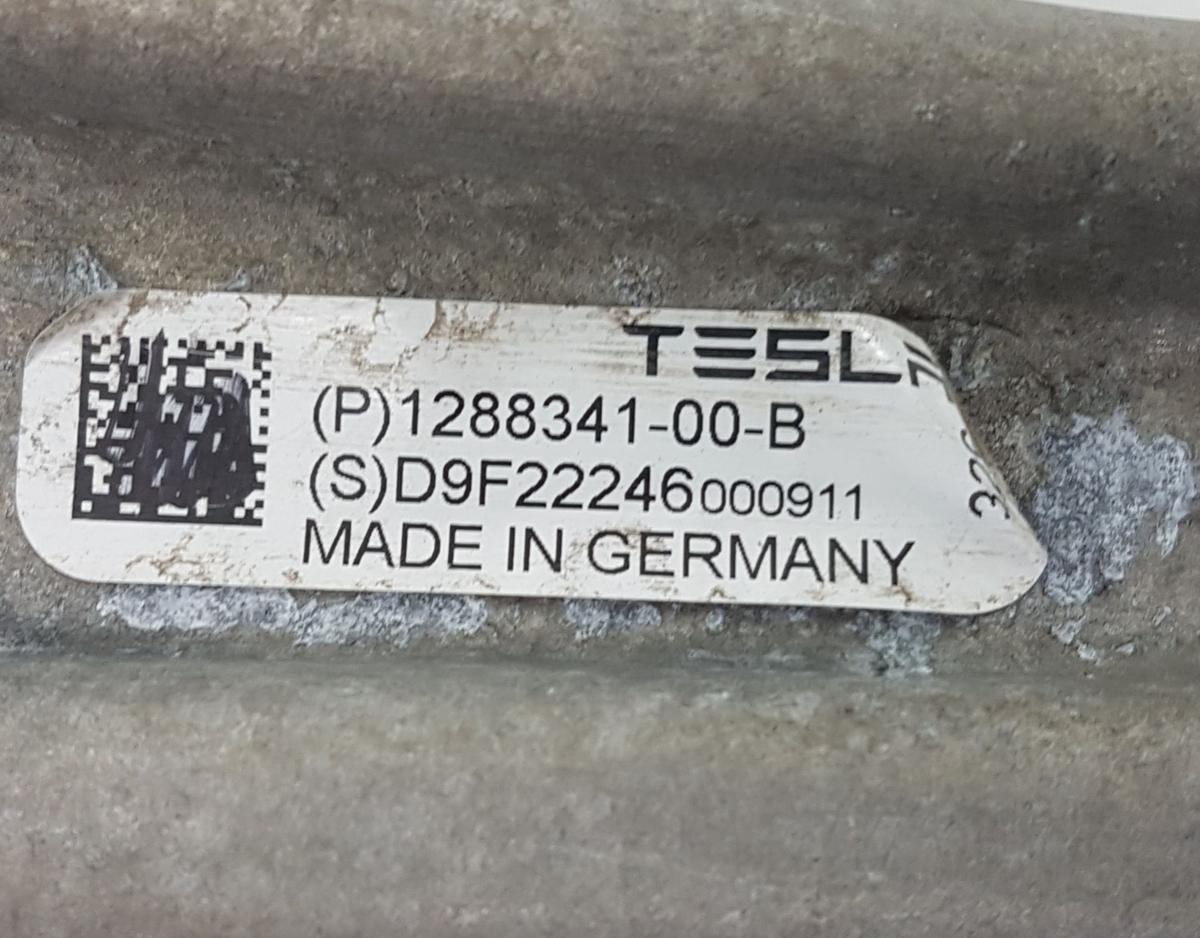 TESL
(P)1288341-00-B
(S)D9F22246000911
MADE IN GERMANY